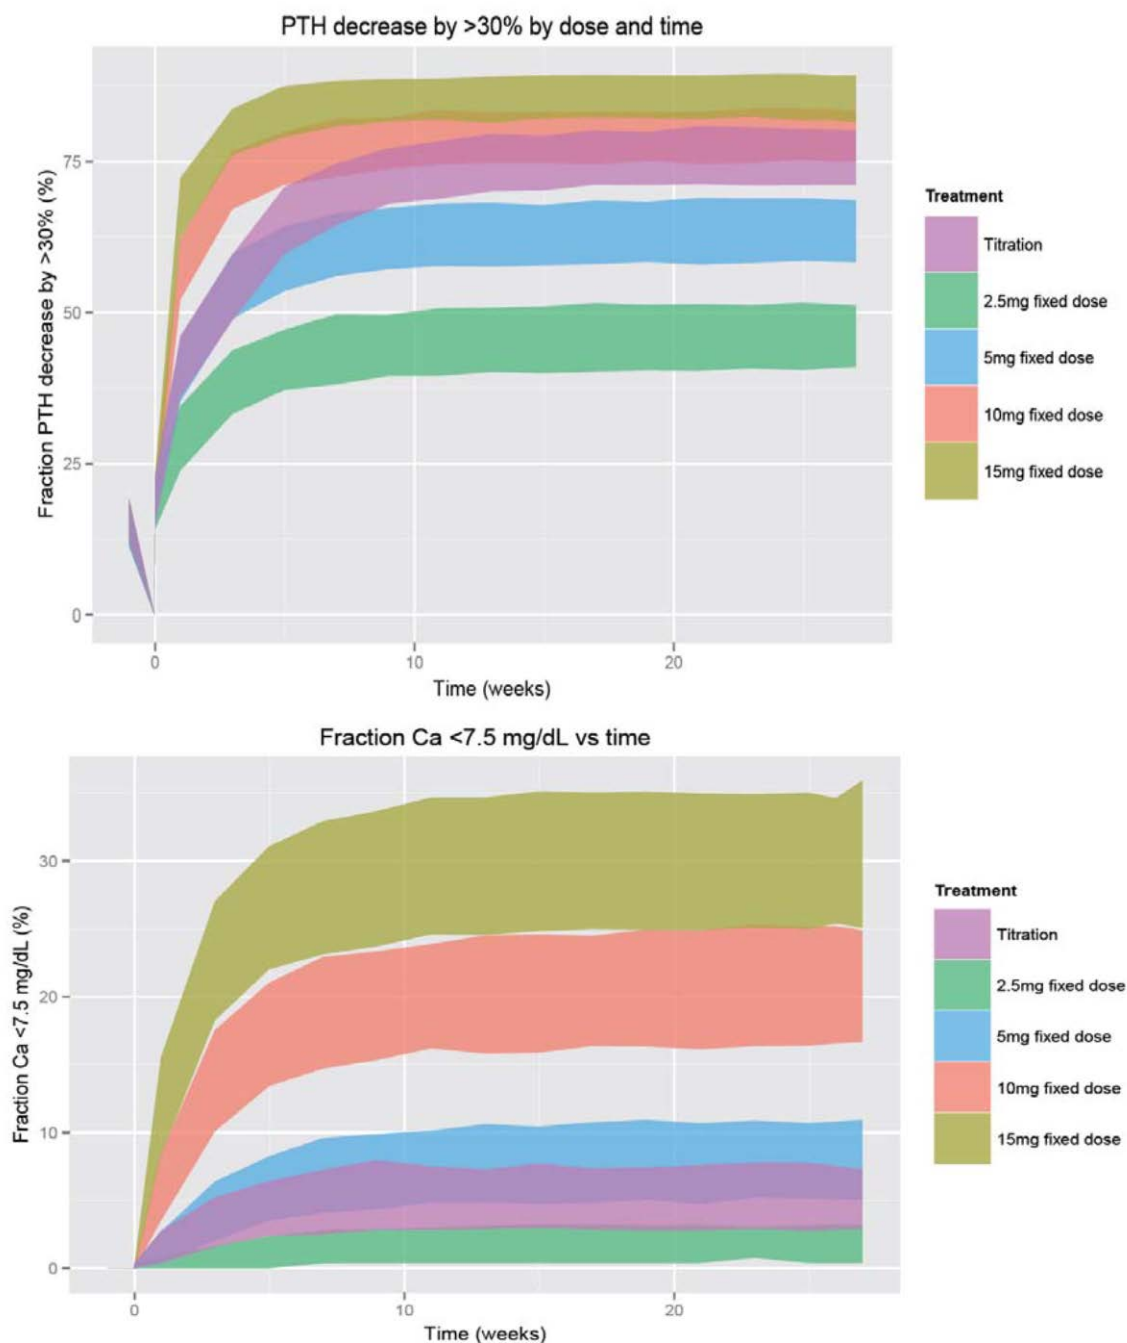 PTH decrease by >30% by dose and time
Fraction PTH decrease by >30% (%)
75
50
25
0
0
10
20
Time (weeks)
Treatment
Titration
2.5mg fixed dose
5mg fixed dose
10mg fixed dose
15mg fixed dose
Fraction Ca <7.5 mg/dL vs time
Fraction Ca <7.5 mg/dL (%)
30
20
10
0
0
10
20
Time (weeks)
Treatment
Titration
2.5mg fixed dose
5mg fixed dose
10mg fixed dose
15mg fixed dose